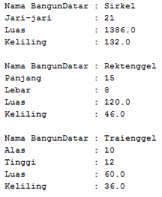 Nama BangunDatar : Sirkel
Jari-jari : 21
Luas : 1386.0
Keliling : 132.0
Nama BangunDatar : Rektenggel
Panjang : 15
Lebar : 8
Luas : 120.0
Keliling : 46.0
Nama BangunDatar : Traienggel
Alas : 10
Tinggi : 12
Luas : 60.0
Keliling : 36.0